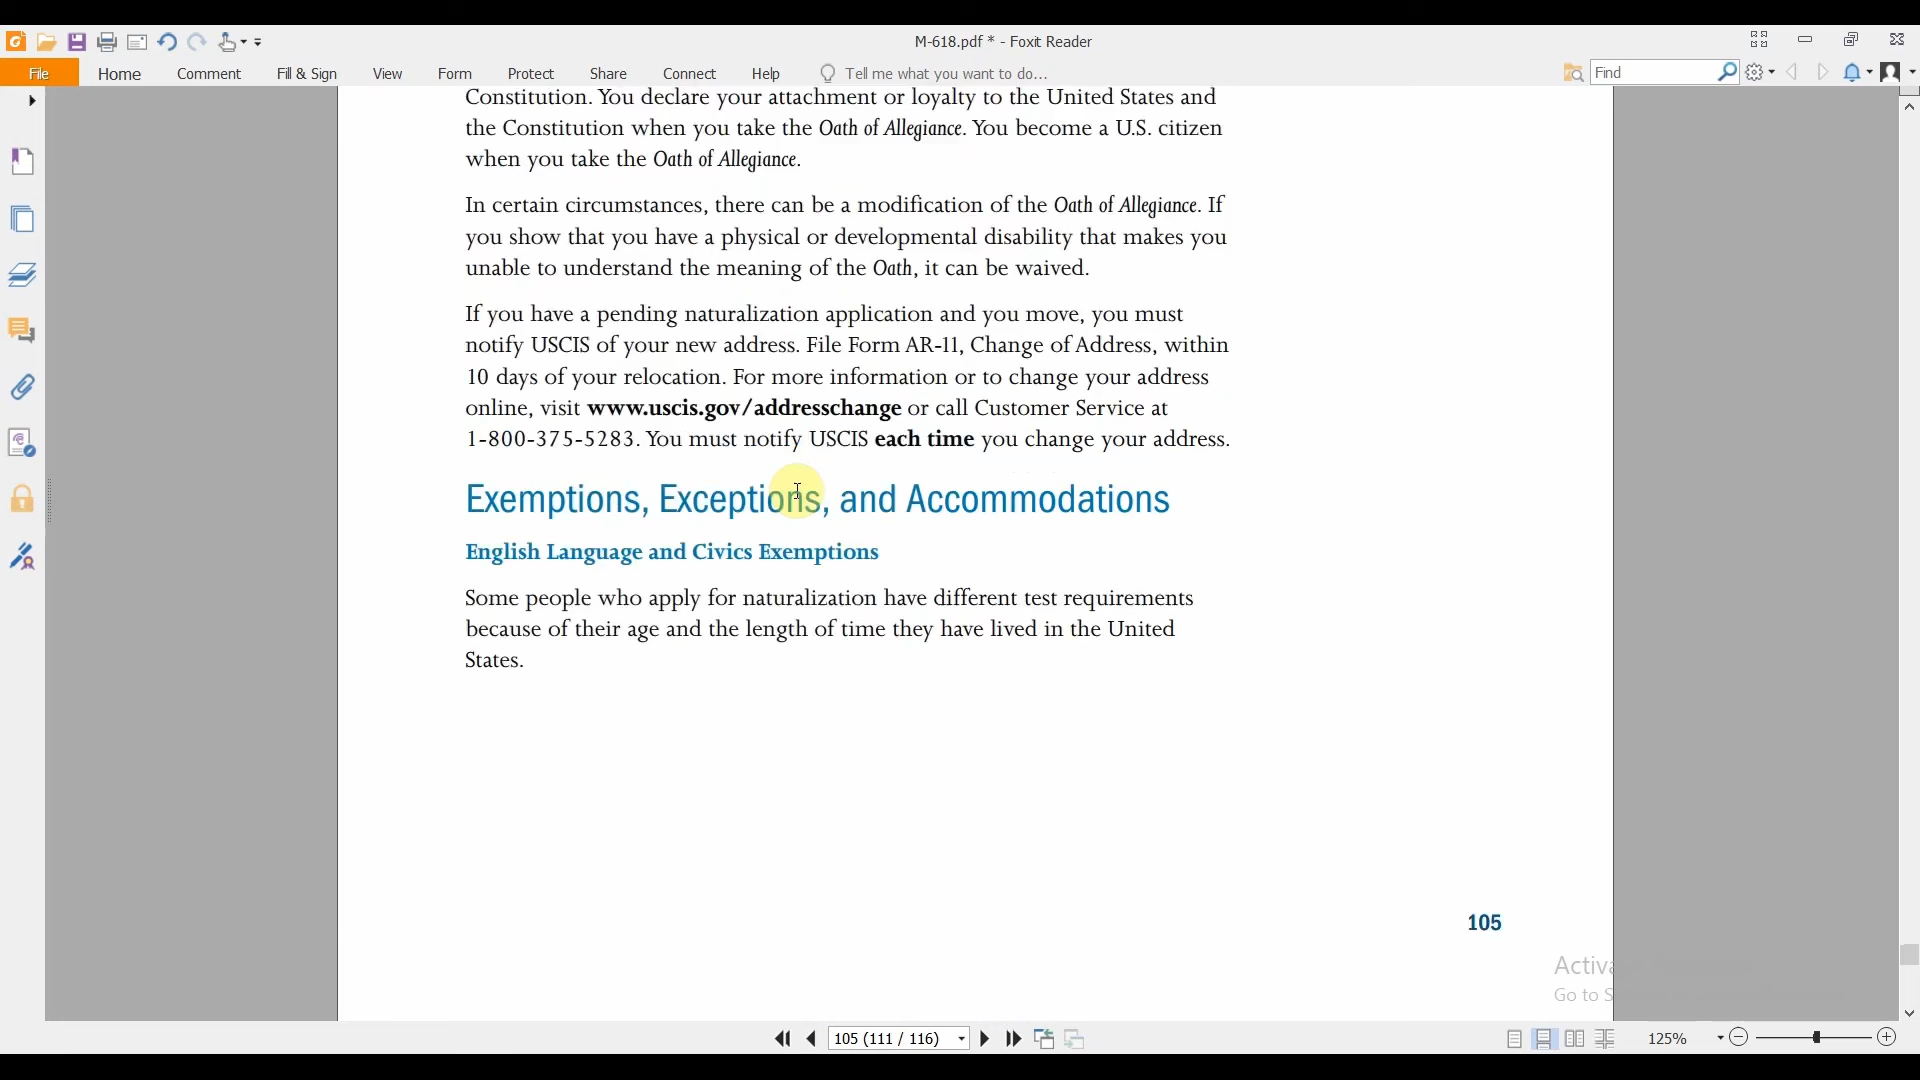 M-618.pdf * - Foxit Reader
File Home Comment Fill & Sign View Form Protect Share Connect Help Tell me what you want to do... Find
Constitution. You declare your attachment or loyalty to the United States and
the Constitution when you take the Oath of Allegiance. You become a U.S. citizen
when you take the Oath of Allegiance.
In certain circumstances, there can be a modification of the Oath of Allegiance. If
you show that you have a physical or developmental disability that makes you
unable to understand the meaning of the Oath, it can be waived.
If you have a pending naturalization application and you move, you must
notify USCIS of your new address. File Form AR-11, Change of Address, within
10 days of your relocation. For more information or to change your address
online, visit www.uscis.gov/addresschange or call Customer Service at
1-800-375-5283. You must notify USCIS each time you change your address.
Exemptions, Exceptions, and Accommodations
English Language and Civics Exemptions
Some people who apply for naturalization have different test requirements
because of their age and the length of time they have lived in the United
States.
105
Activa
Go to S
105 (111 / 116) 125%